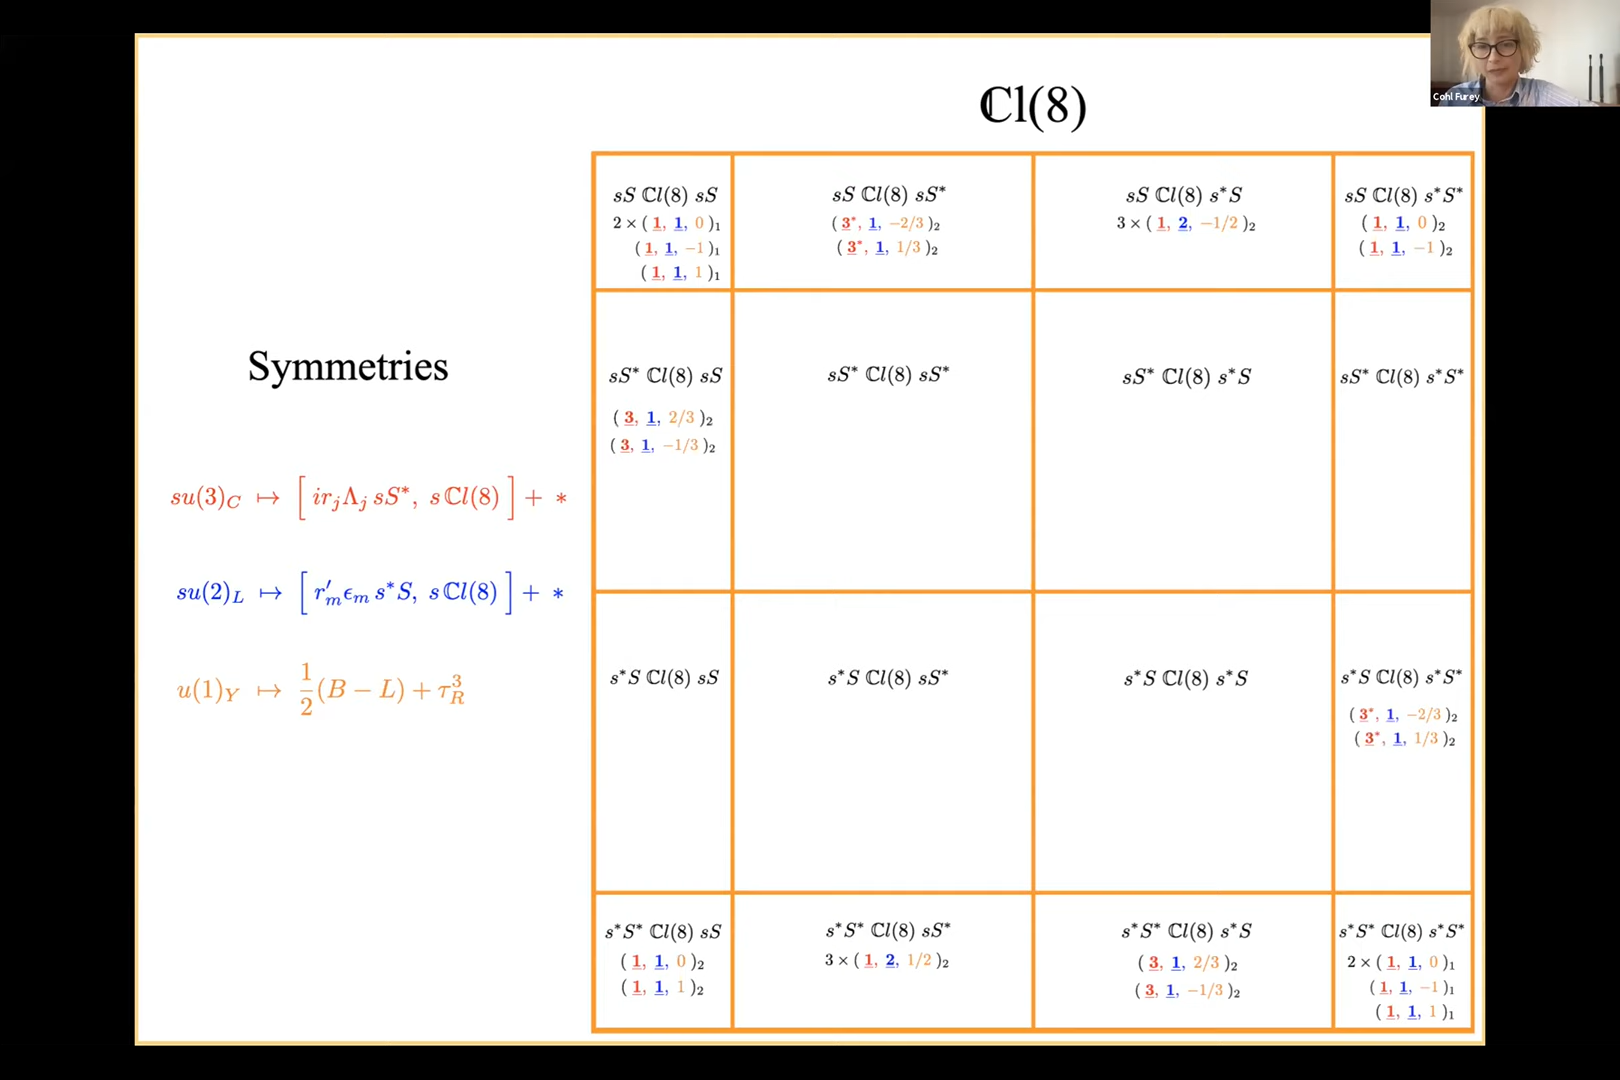 Cohl Furey
ℂl(8)
Symmetries
su(3)_C ↦ [ ir_jΛ_j sS*, s ℂl(8) ] + *
su(2)_L ↦ [ r′_m ϵ_m s*S, s ℂl(8) ] + *
u(1)_Y ↦ 1/2 (B − L) + τ_R^3
sS ℂl(8) sS
2 × ( 1, 1, 0 )₁
( 1, 1, −1 )₁
( 1, 1, 1 )₁
sS ℂl(8) sS*
( 3*, 1, −2/3 )₂
( 3*, 1, 1/3 )₂
sS ℂl(8) s*S
3 × ( 1, 2, −1/2 )₂
sS ℂl(8) s*S*
( 1, 1, 0 )₂
( 1, 1, −1 )₂
sS* ℂl(8) sS
( 3, 1, 2/3 )₂
( 3, 1, −1/3 )₂
sS* ℂl(8) sS*
sS* ℂl(8) s*S
sS* ℂl(8) s*S*
s*S ℂl(8) sS
s*S ℂl(8) sS*
s*S ℂl(8) s*S
s*S ℂl(8) s*S*
( 3*, 1, −2/3 )₂
( 3*, 1, 1/3 )₂
s*S* ℂl(8) sS
( 1, 1, 0 )₂
( 1, 1, 1 )₂
s*S* ℂl(8) sS*
3 × ( 1, 2, 1/2 )₂
s*S* ℂl(8) s*S
( 3, 1, 2/3 )₂
( 3, 1, −1/3 )₂
s*S* ℂl(8) s*S*
2 × ( 1, 1, 0 )₁
( 1, 1, −1 )₁
( 1, 1, 1 )₁